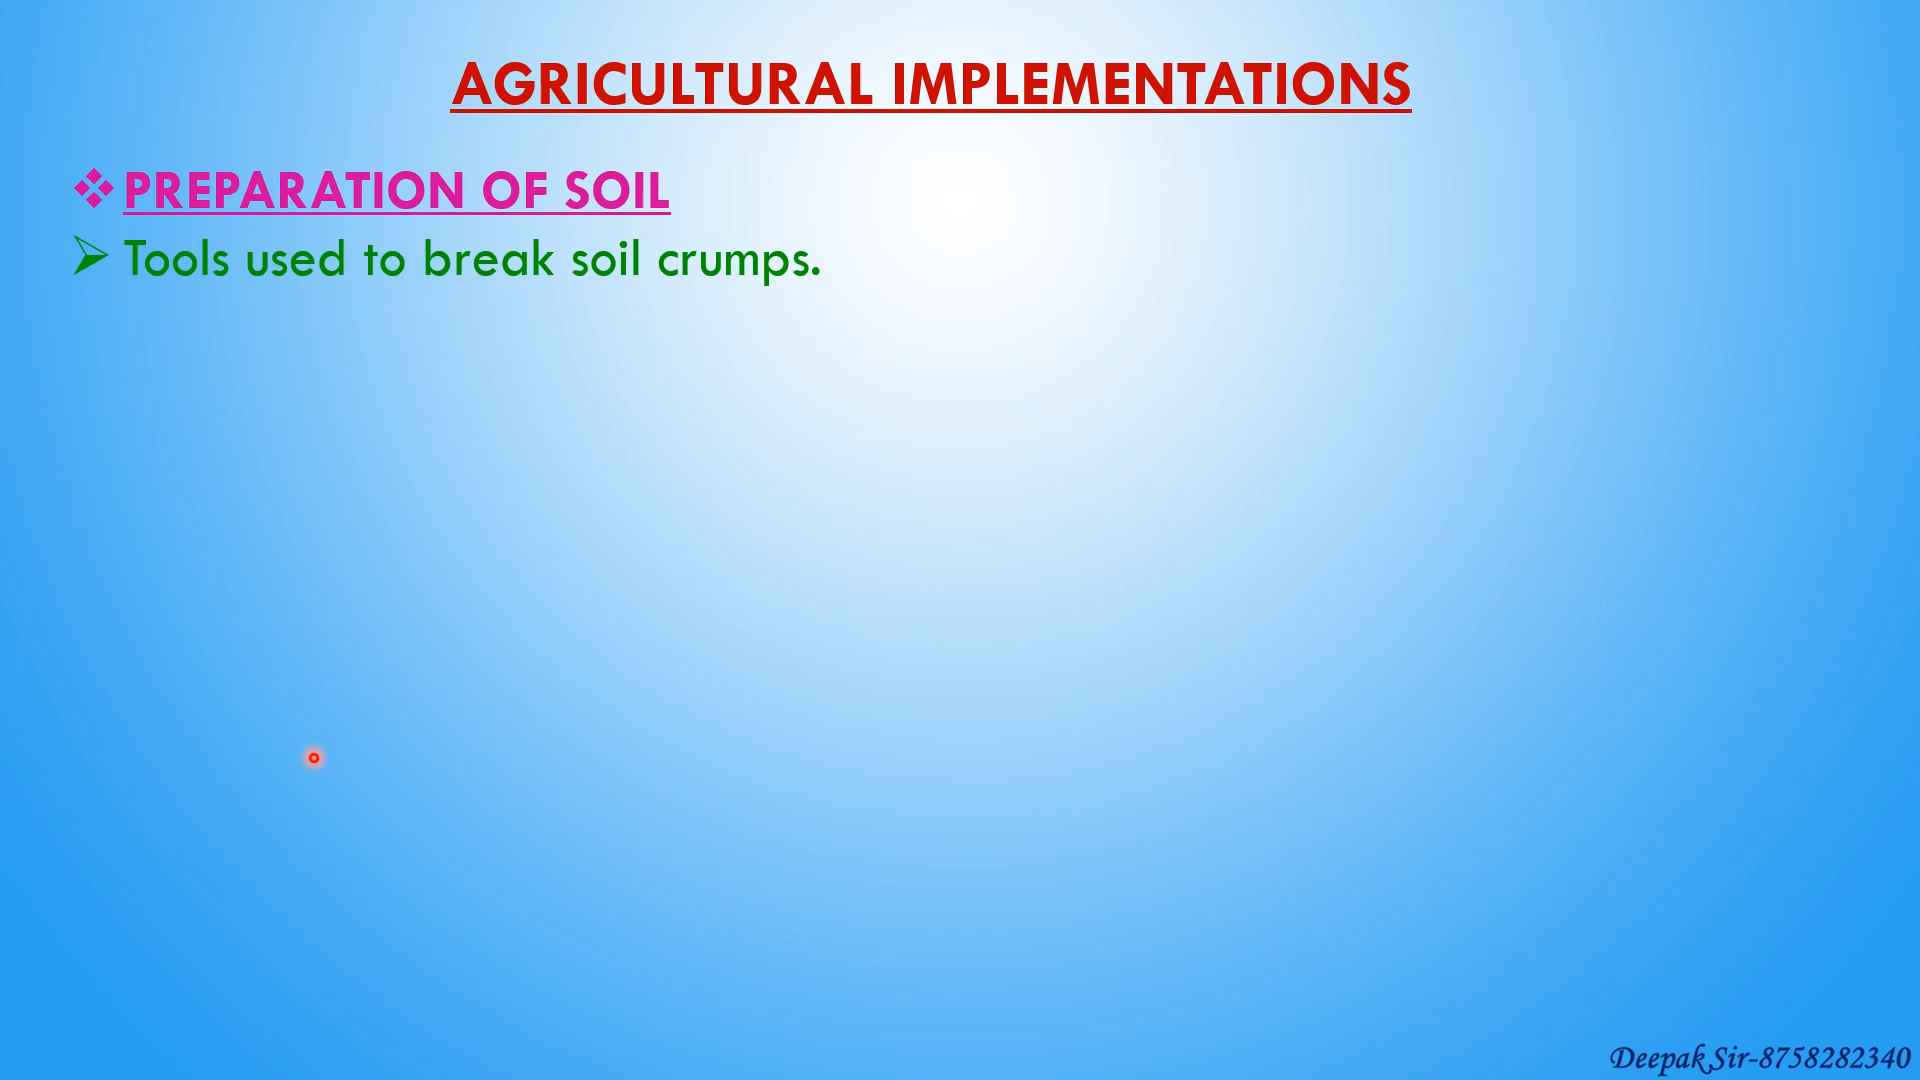 AGRICULTURAL IMPLEMENTATIONS
PREPARATION OF SOIL
Tools used to break soil crumps.
Deepak Sir-8758282340